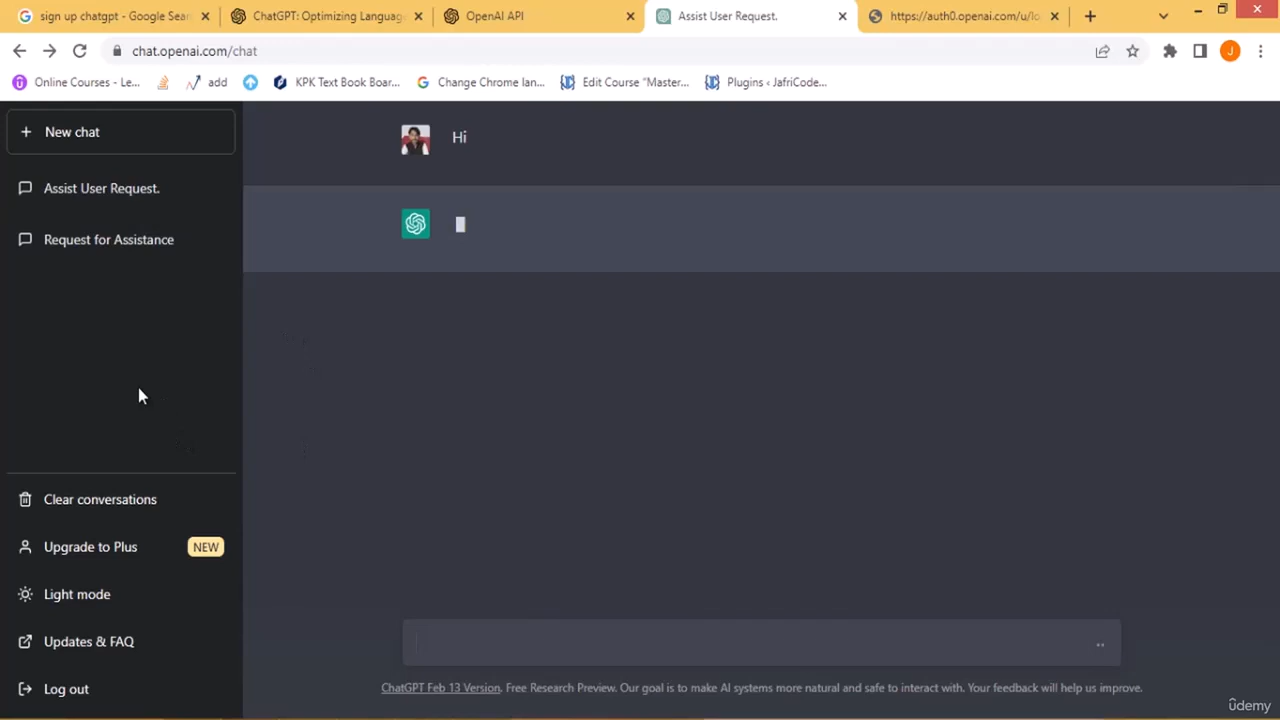 sign up chatgpt - Google Sear
ChatGPT: Optimizing Language
OpenAI API
Assist User Request.
https://auth0.openai.com/u/lo
chat.openai.com/chat
J
Online Courses - Le...
add
KPK Text Book Boar...
Change Chrome lan...
Edit Course "Master...
Plugins ‹ JafriCode...
New chat
Hi
Assist User Request.
Request for Assistance
Clear conversations
Upgrade to Plus NEW
Light mode
Updates & FAQ
Log out
ChatGPT Feb 13 Version. Free Research Preview. Our goal is to make AI systems more natural and safe to interact with. Your feedback will help us improve.
ûdemy